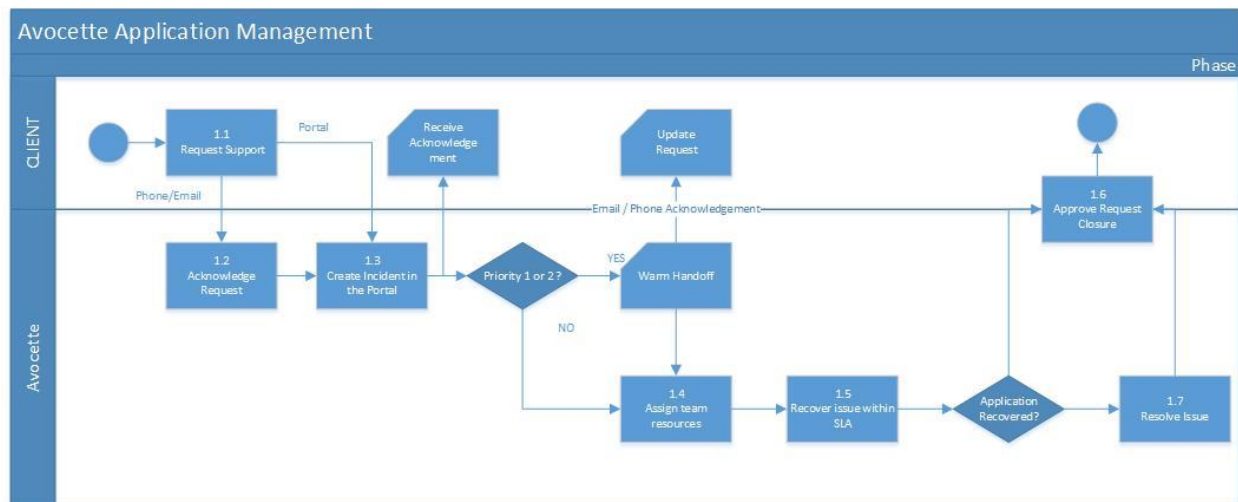 Avocette Application Management
Phase
CLIENT
1.1
Request Support
Portal
Receive
Acknowledge
ment
Update
Request
Phone/Email
1.6
Approve Request
Closure
Email / Phone Acknowledgement
Avocette
1.2
Acknowledge
Request
1.3
Create Incident in
the Portal
Priority 1 or 2?
YES
Warm Handoff
NO
1.4
Assign team
resources
1.5
Recover issue within
SLA
Application
Recovered?
1.7
Resolve Issue